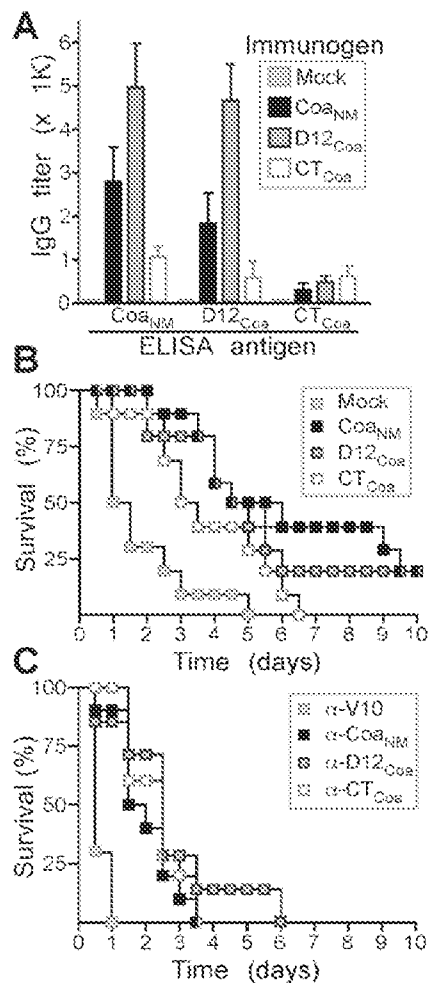 A
IgG titer (x 1K)
6
5
4
3
2
1
0
Immunogen
Mock
CoaNM
D12Coa
CTCoa
CoaNM D12Coa CTCoa
ELISA antigen
B
Survival (%)
100
75
50
25
Mock
CoaNM
D12Coa
CTCoa
0 1 2 3 4 5 6 7 8 9 10
Time (days)
C
Survival (%)
100
75
50
25
α-V10
α-CoaNM
α-D12Coa
α-CTCoa
0 1 2 3 4 5 6 7 8 9 10
Time (days)